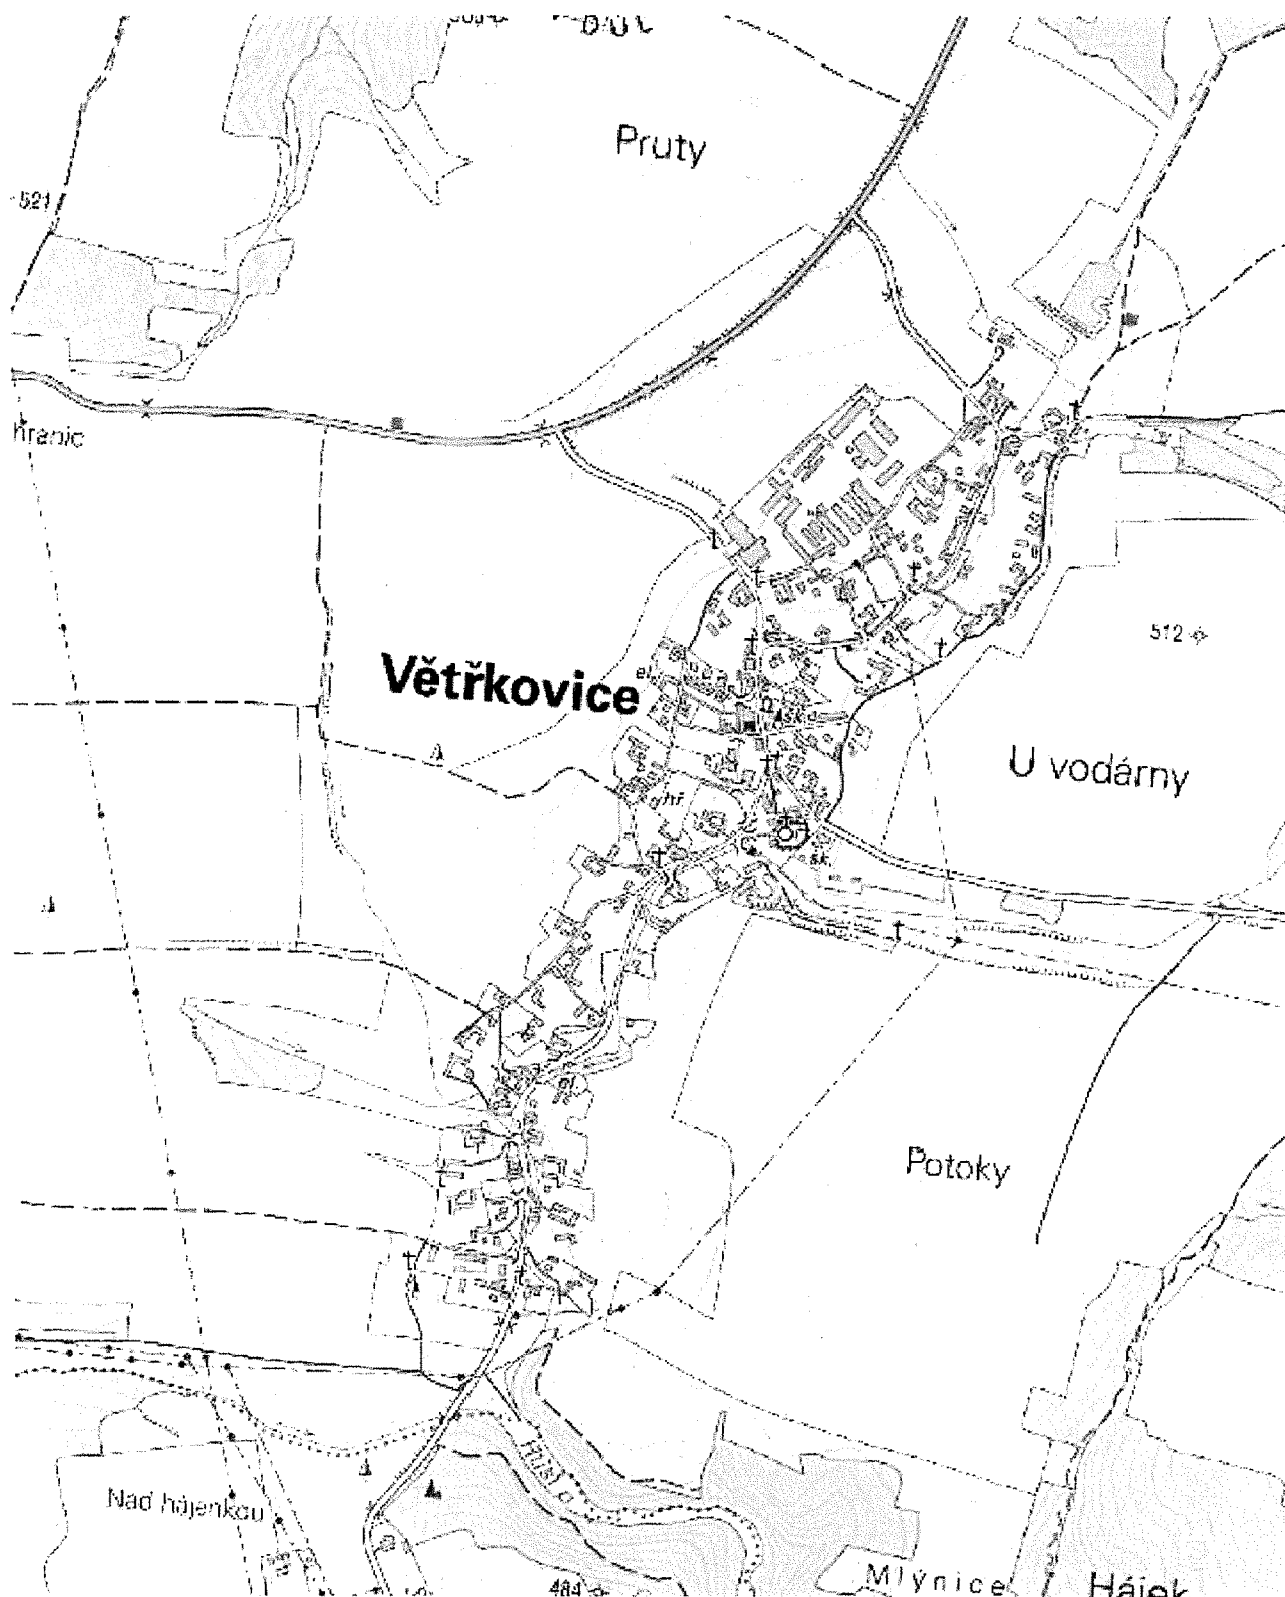 Pruty
521
hranic
512
Větřkovice
U vodárny
hř.
šk.
Potoky
Nad hájenkou
484
Mlýnice
Hájek